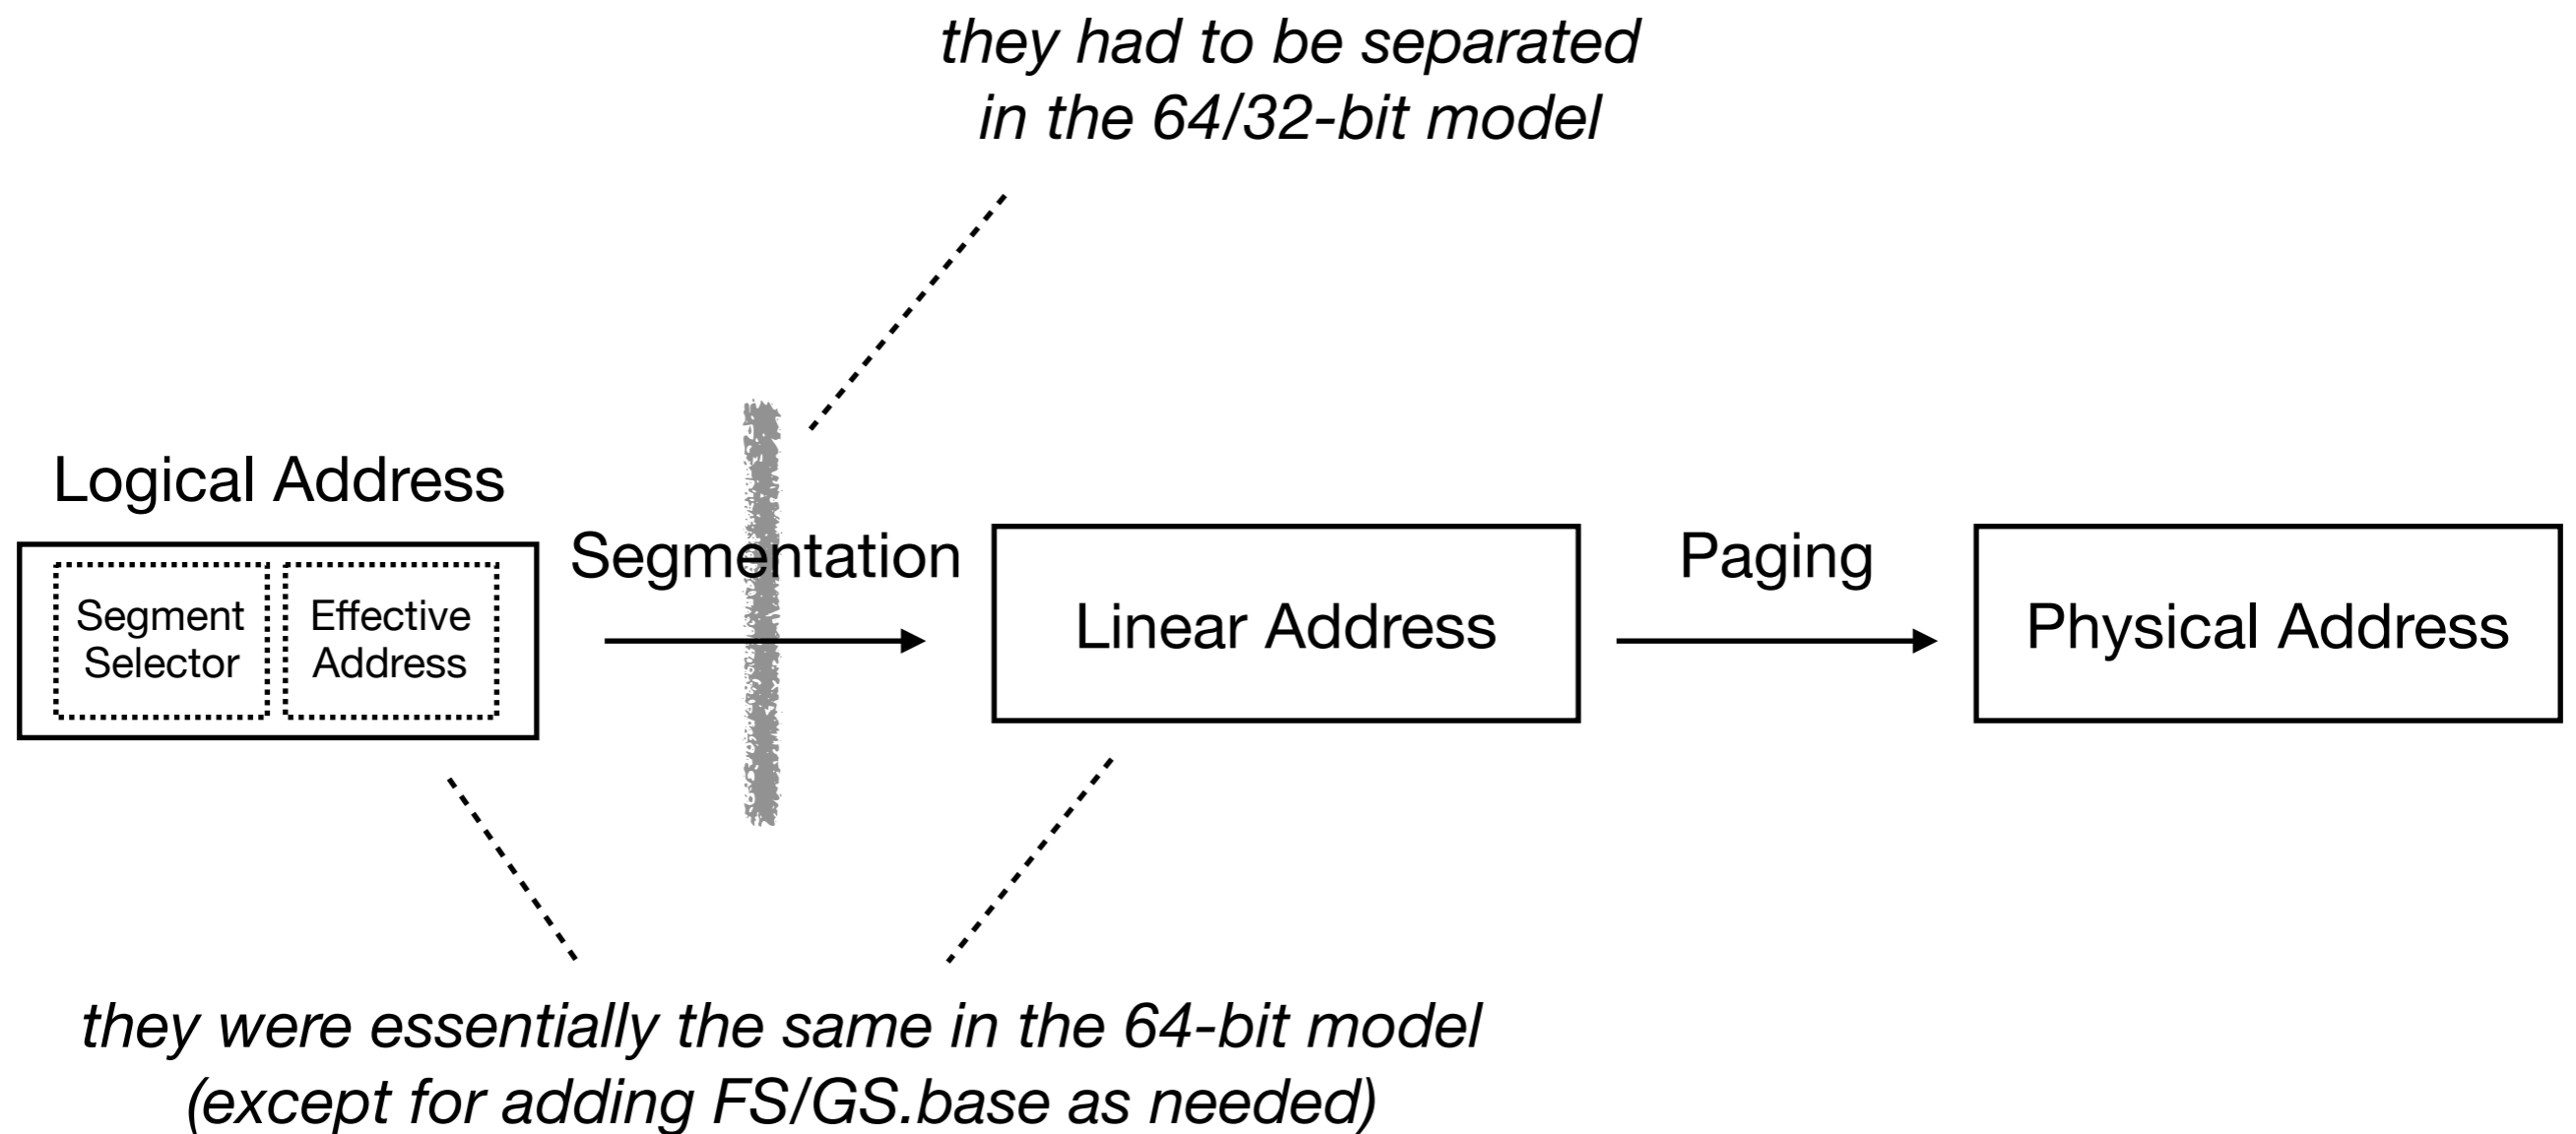 they had to be separated
in the 64/32-bit model
Logical Address
Segment
Selector
Effective
Address
Segmentation
Linear Address
Paging
Physical Address
they were essentially the same in the 64-bit model
(except for adding FS/GS.base as needed)